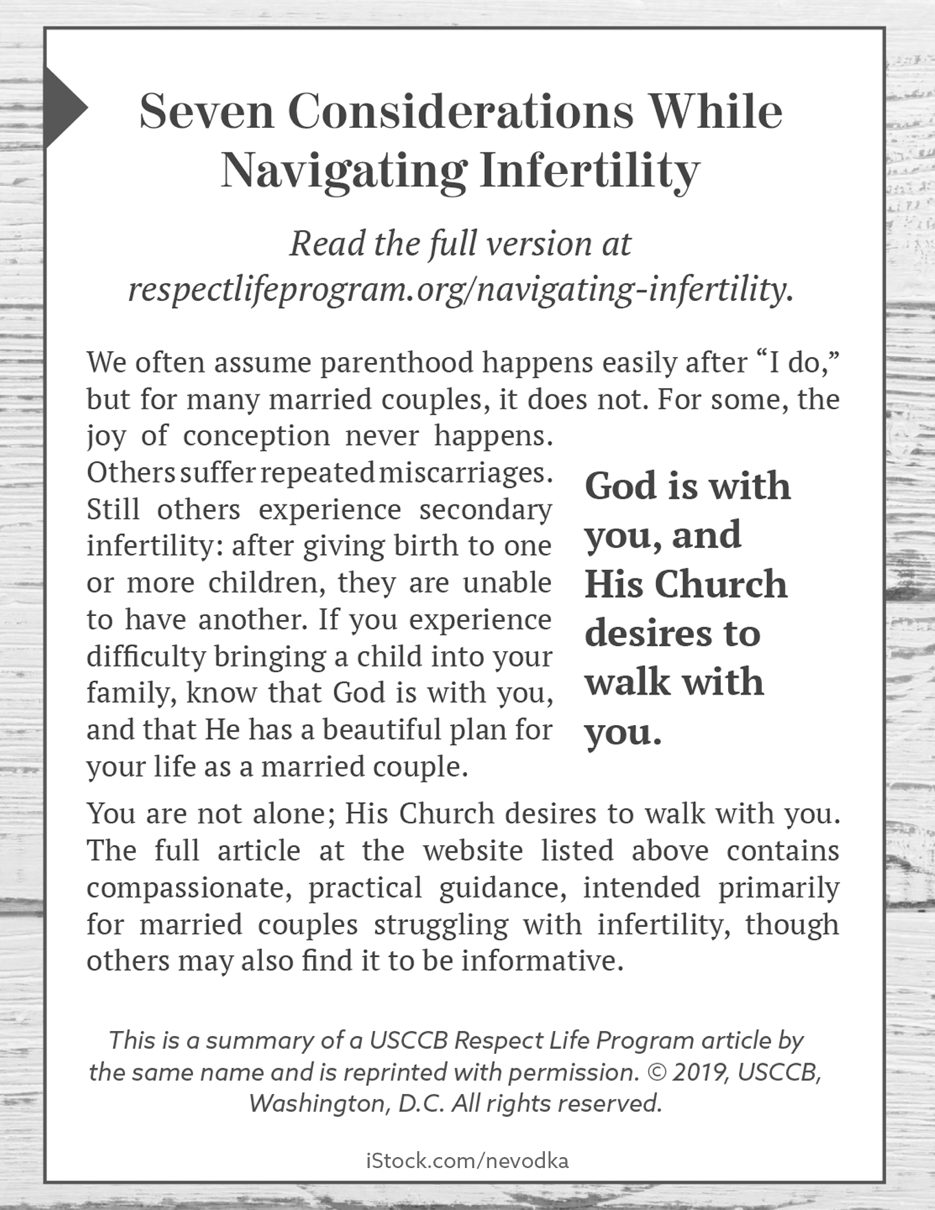 Seven Considerations While
Navigating Infertility
Read the full version at
respectlifeprogram.org/navigating-infertility.
We often assume parenthood happens easily after “I do,”
but for many married couples, it does not. For some, the
joy of conception never happens.
Others suffer repeated miscarriages.
Still others experience secondary
infertility: after giving birth to one
or more children, they are unable
to have another. If you experience
difficulty bringing a child into your
family, know that God is with you,
and that He has a beautiful plan for
your life as a married couple.
God is with
you, and
His Church
desires to
walk with
you.
You are not alone; His Church desires to walk with you.
The full article at the website listed above contains
compassionate, practical guidance, intended primarily
for married couples struggling with infertility, though
others may also find it to be informative.
This is a summary of a USCCB Respect Life Program article by
the same name and is reprinted with permission. © 2019, USCCB,
Washington, D.C. All rights reserved.
iStock.com/nevodka